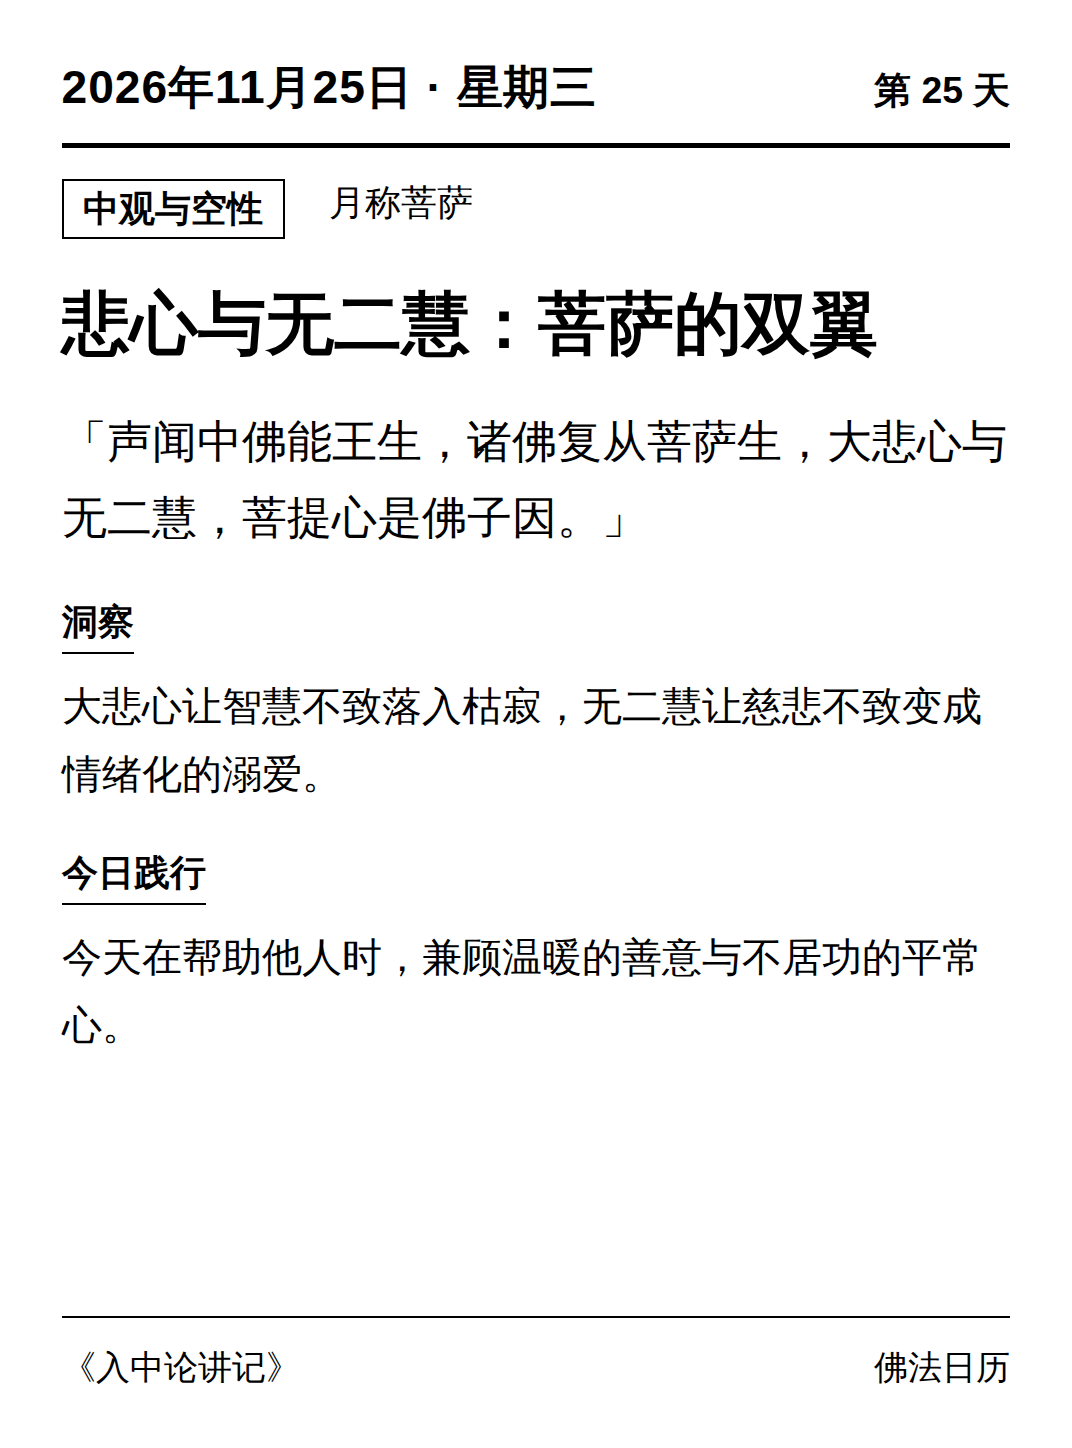 2026年11月25日 · 星期三
第 25 天
中观与空性
月称菩萨
悲心与无二慧：菩萨的双翼
「声闻中佛能王生，诸佛复从菩萨生，大悲心与
无二慧，菩提心是佛子因。」
洞察
大悲心让智慧不致落入枯寂，无二慧让慈悲不致变成
情绪化的溺爱。
今日践行
今天在帮助他人时，兼顾温暖的善意与不居功的平常
心。
《入中论讲记》
佛法日历